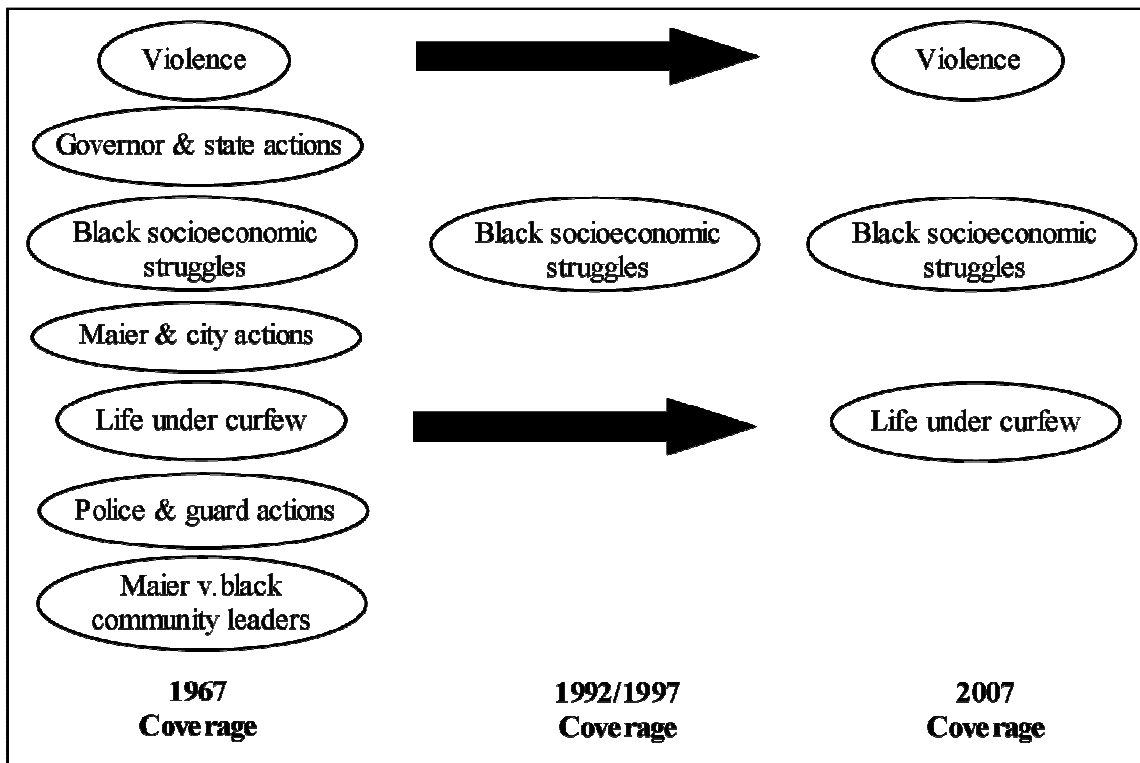 Violence
Violence
Governor & state actions
Black socioeconomic
struggles
Black socioeconomic
struggles
Black socioeconomic
struggles
Maier & city actions
Life under curfew
Life under curfew
Police & guard actions
Maier v. black
community leaders
1967
Coverage
1992/1997
Coverage
2007
Coverage